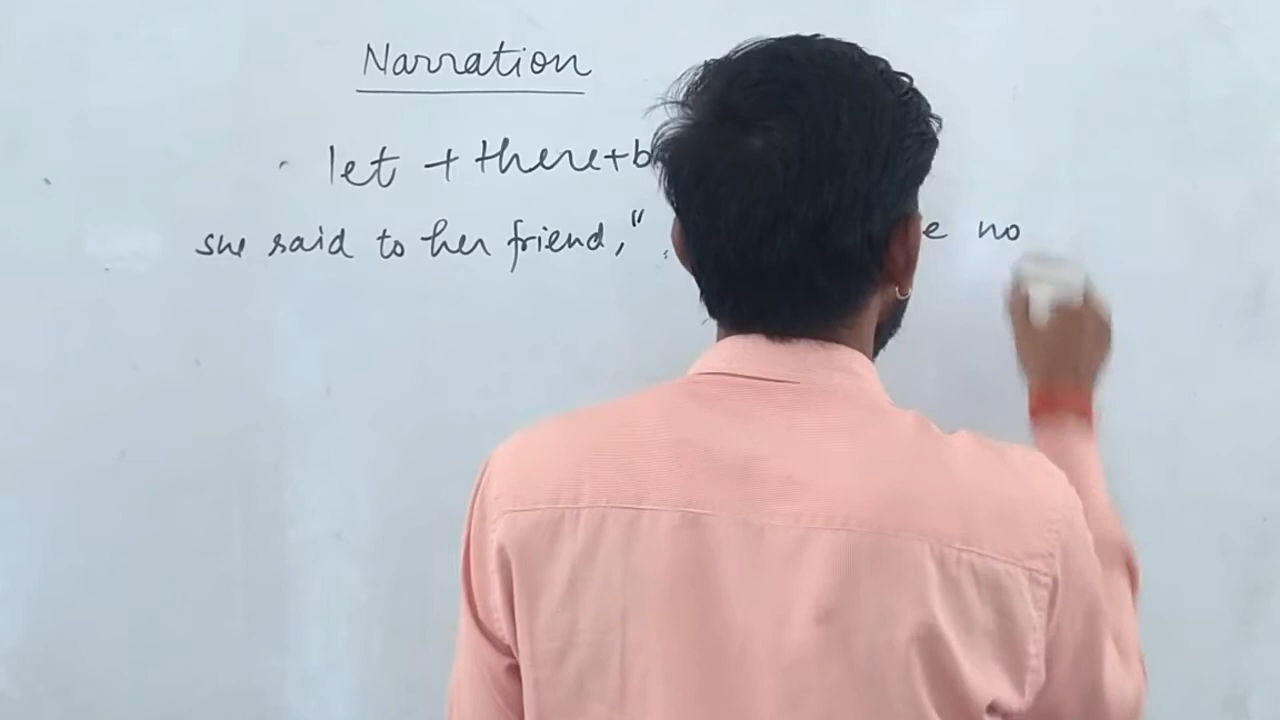 Narration
let + there + b
she said to her friend, " e no